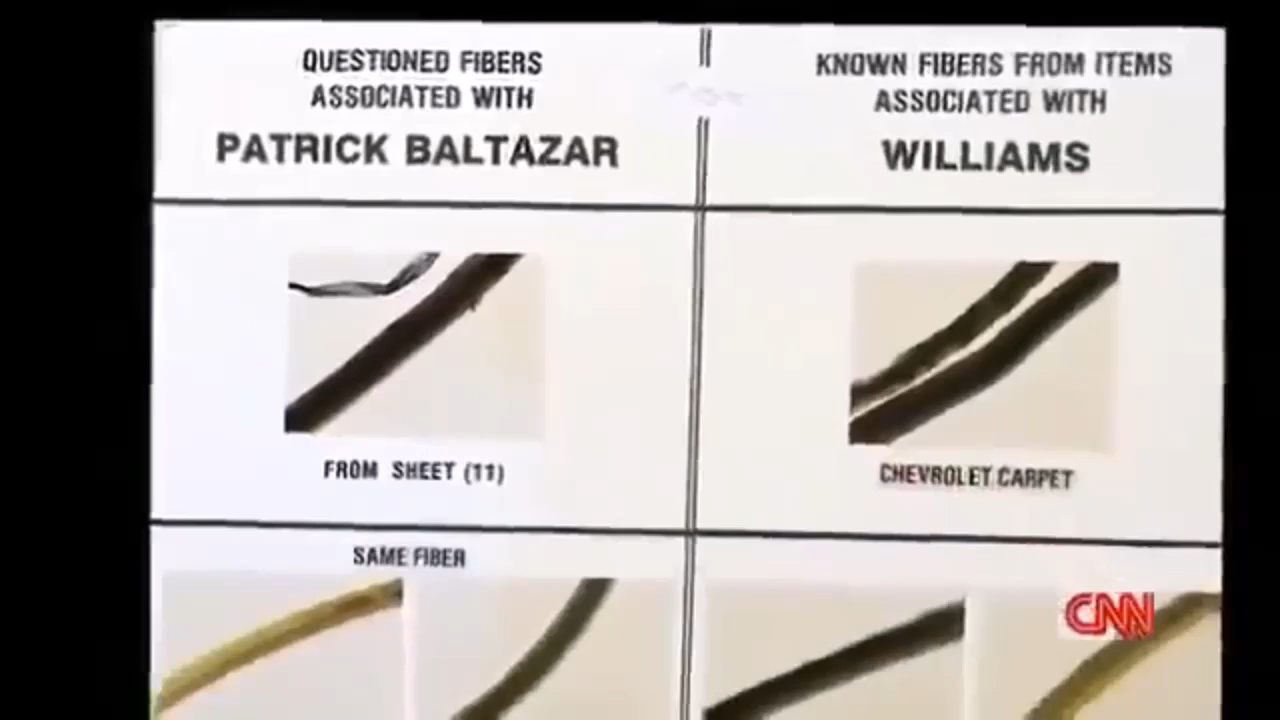 QUESTIONED FIBERS
ASSOCIATED WITH
PATRICK BALTAZAR
KNOWN FIBERS FROM ITEMS
ASSOCIATED WITH
WILLIAMS
FROM SHEET (11)
CHEVROLET CARPET
SAME FIBER
CNN